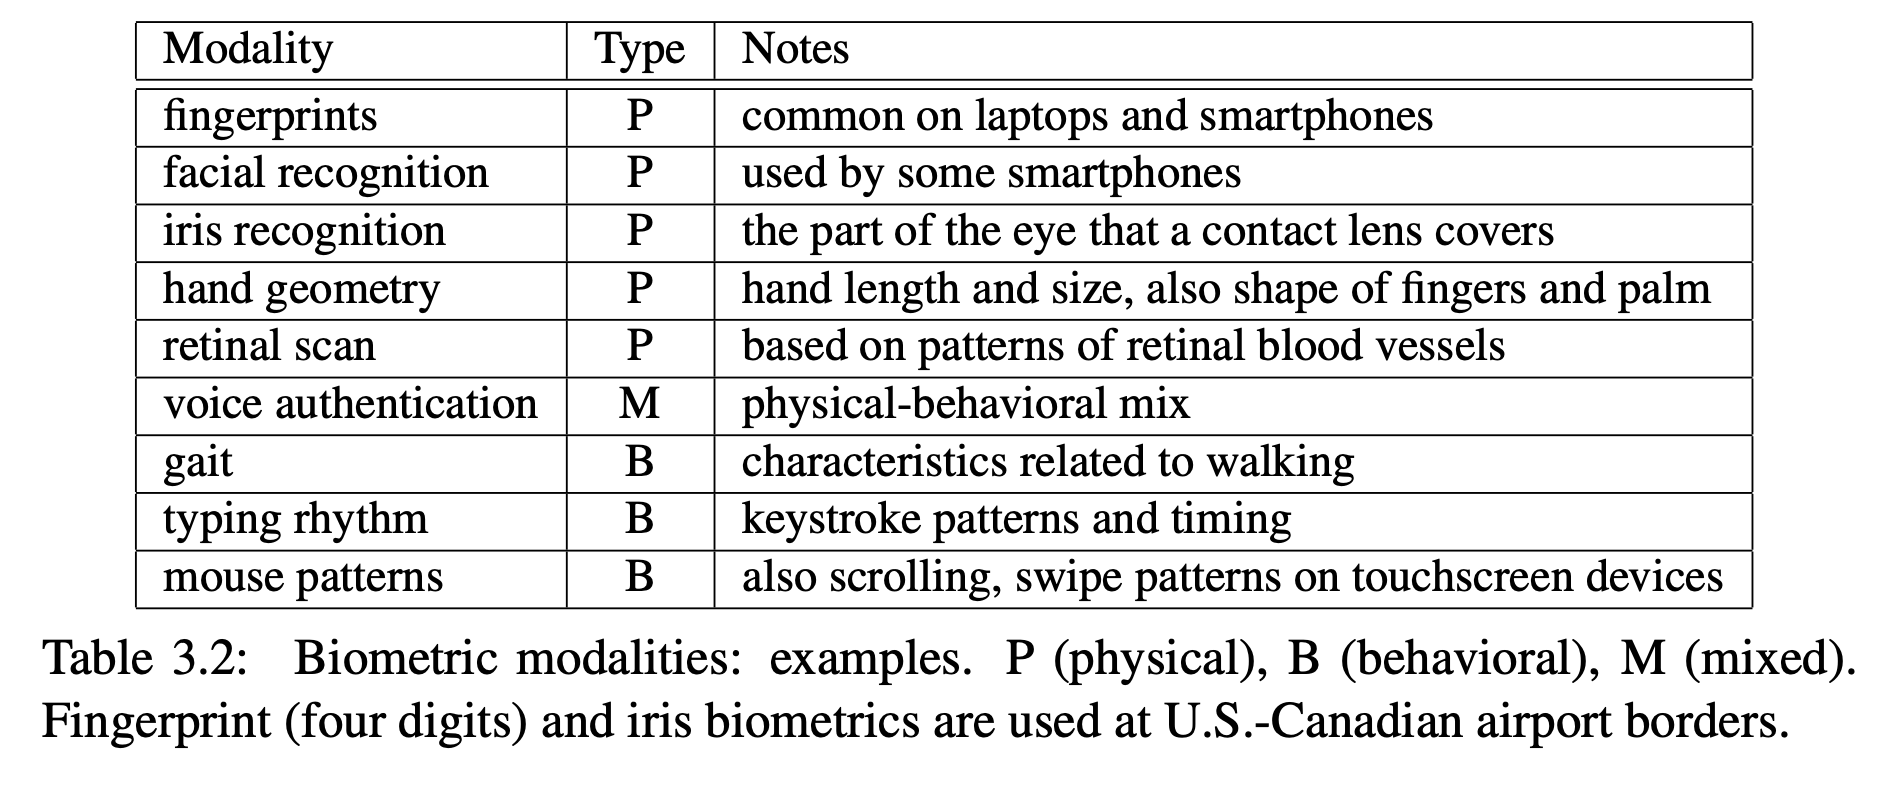 Modality Type Notes
fingerprints P common on laptops and smartphones
facial recognition P used by some smartphones
iris recognition P the part of the eye that a contact lens covers
hand geometry P hand length and size, also shape of fingers and palm
retinal scan P based on patterns of retinal blood vessels
voice authentication M physical-behavioral mix
gait B characteristics related to walking
typing rhythm B keystroke patterns and timing
mouse patterns B also scrolling, swipe patterns on touchscreen devices
Table 3.2: Biometric modalities: examples. P (physical), B (behavioral), M (mixed).
Fingerprint (four digits) and iris biometrics are used at U.S.-Canadian airport borders.